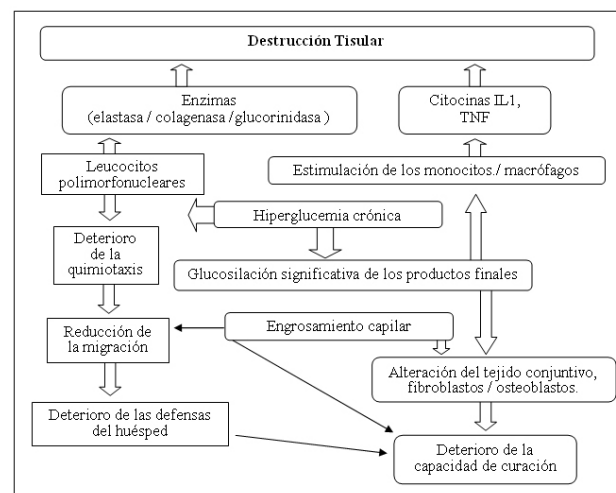 Destrucción Tisular
Enzimas
(elastasa / colagenasa /glucorinidasa )
Citocinas IL1,
TNF
Leucocitos
polimorfonucleares
Estimulación de los monocitos./ macrófagos
Hiperglucemia crónica
Deterioro
de la
quimiotaxis
Glucosilación significativa de los productos finales
Reducción de
la migración
Engrosamiento capilar
Alteración del tejido conjuntivo,
fibroblastos / osteoblastos.
Deterioro de las defensas
del huésped
Deterioro de la
capacidad de curación